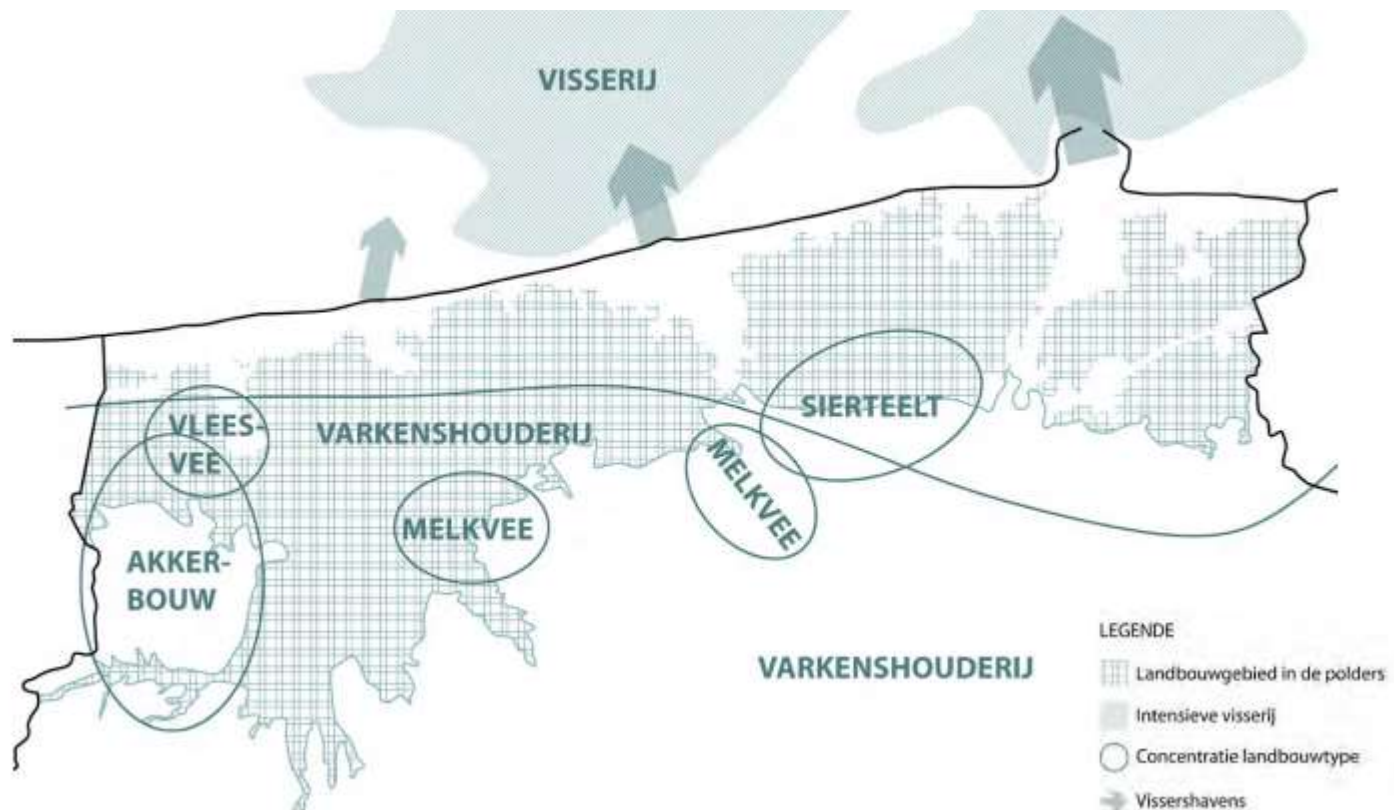 VISSERIJ
VLEES-
VEE
VARKENSHOUDERIJ
SIERTEELT
MELKVEE
MELKVEE
AKKER-
BOUW
VARKENSHOUDERIJ
LEGENDE
Landbouwgebied in de polders
Intensieve visserij
Concentratie landbouwtype
Vissershavens